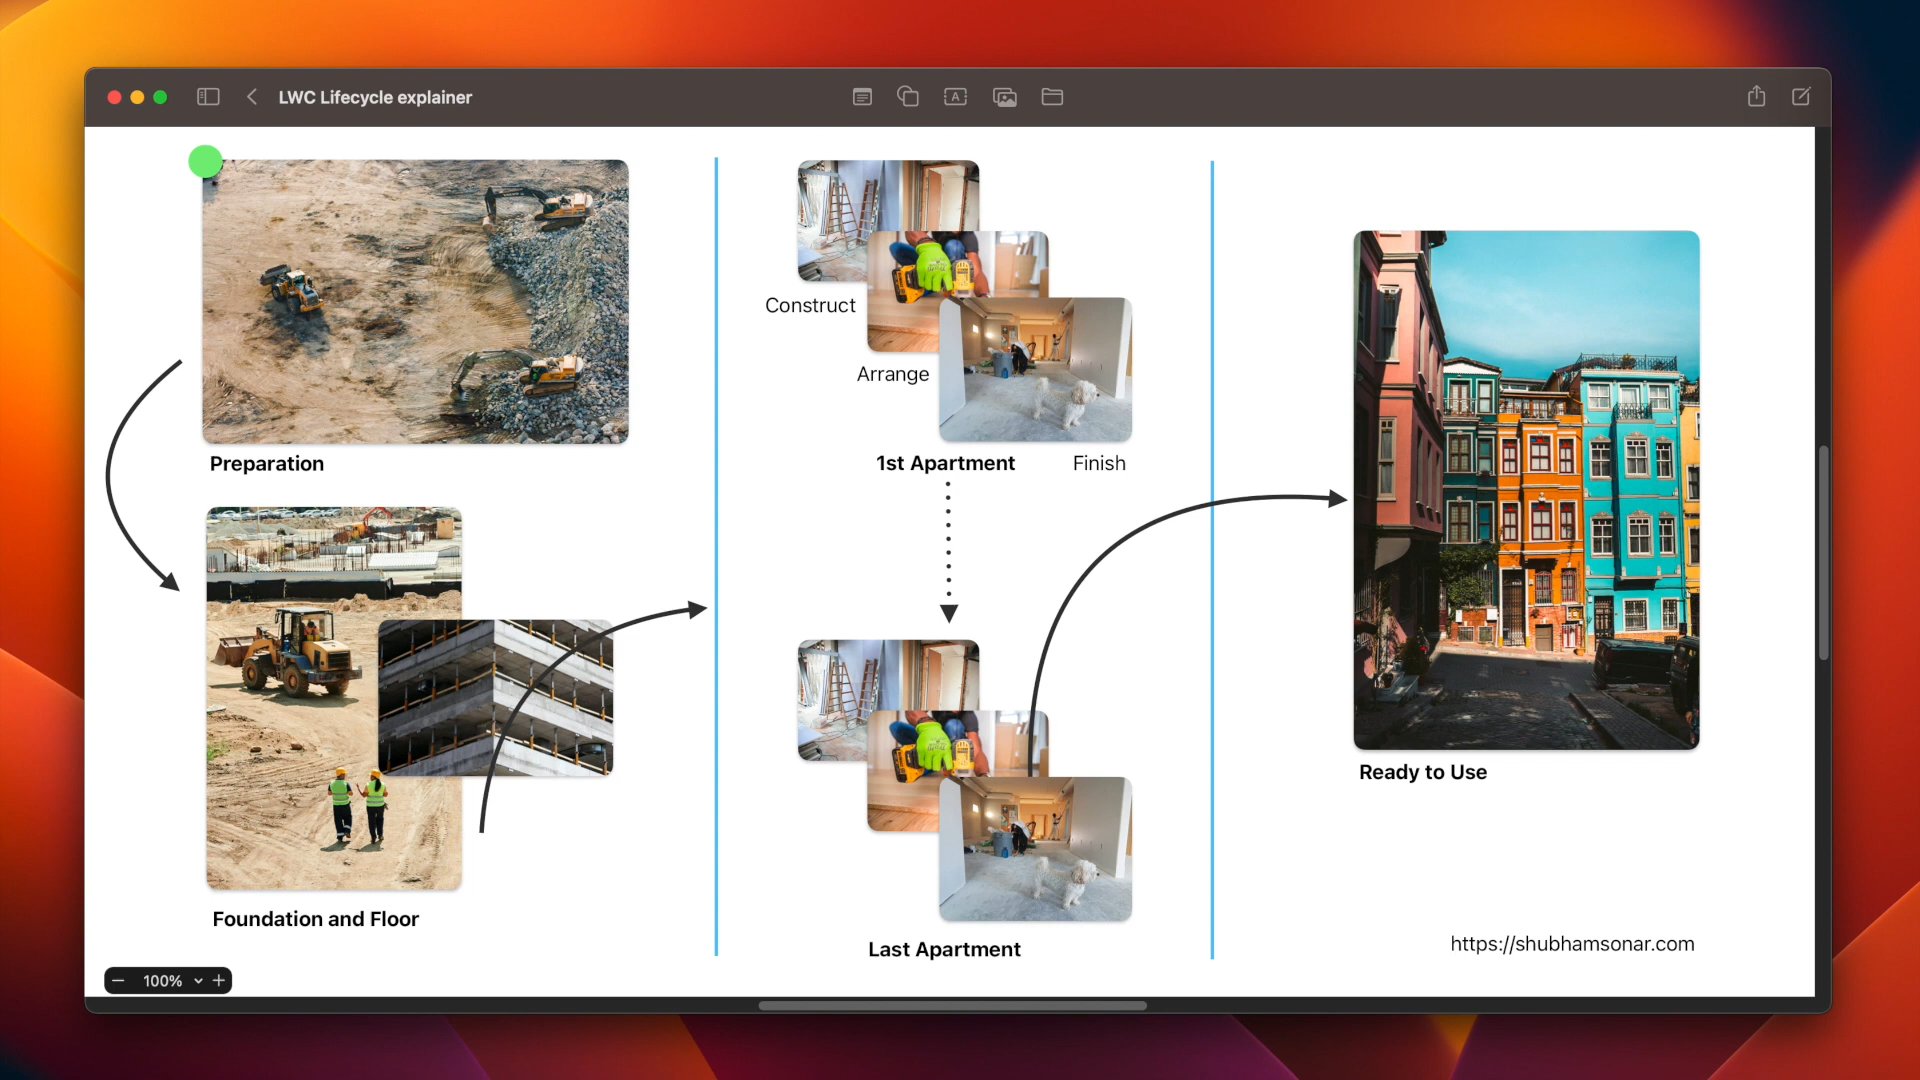 LWC Lifecycle explainer
Preparation
Foundation and Floor
Construct
Arrange
1st Apartment
Finish
Last Apartment
Ready to Use
https://shubhamsonar.com
100%